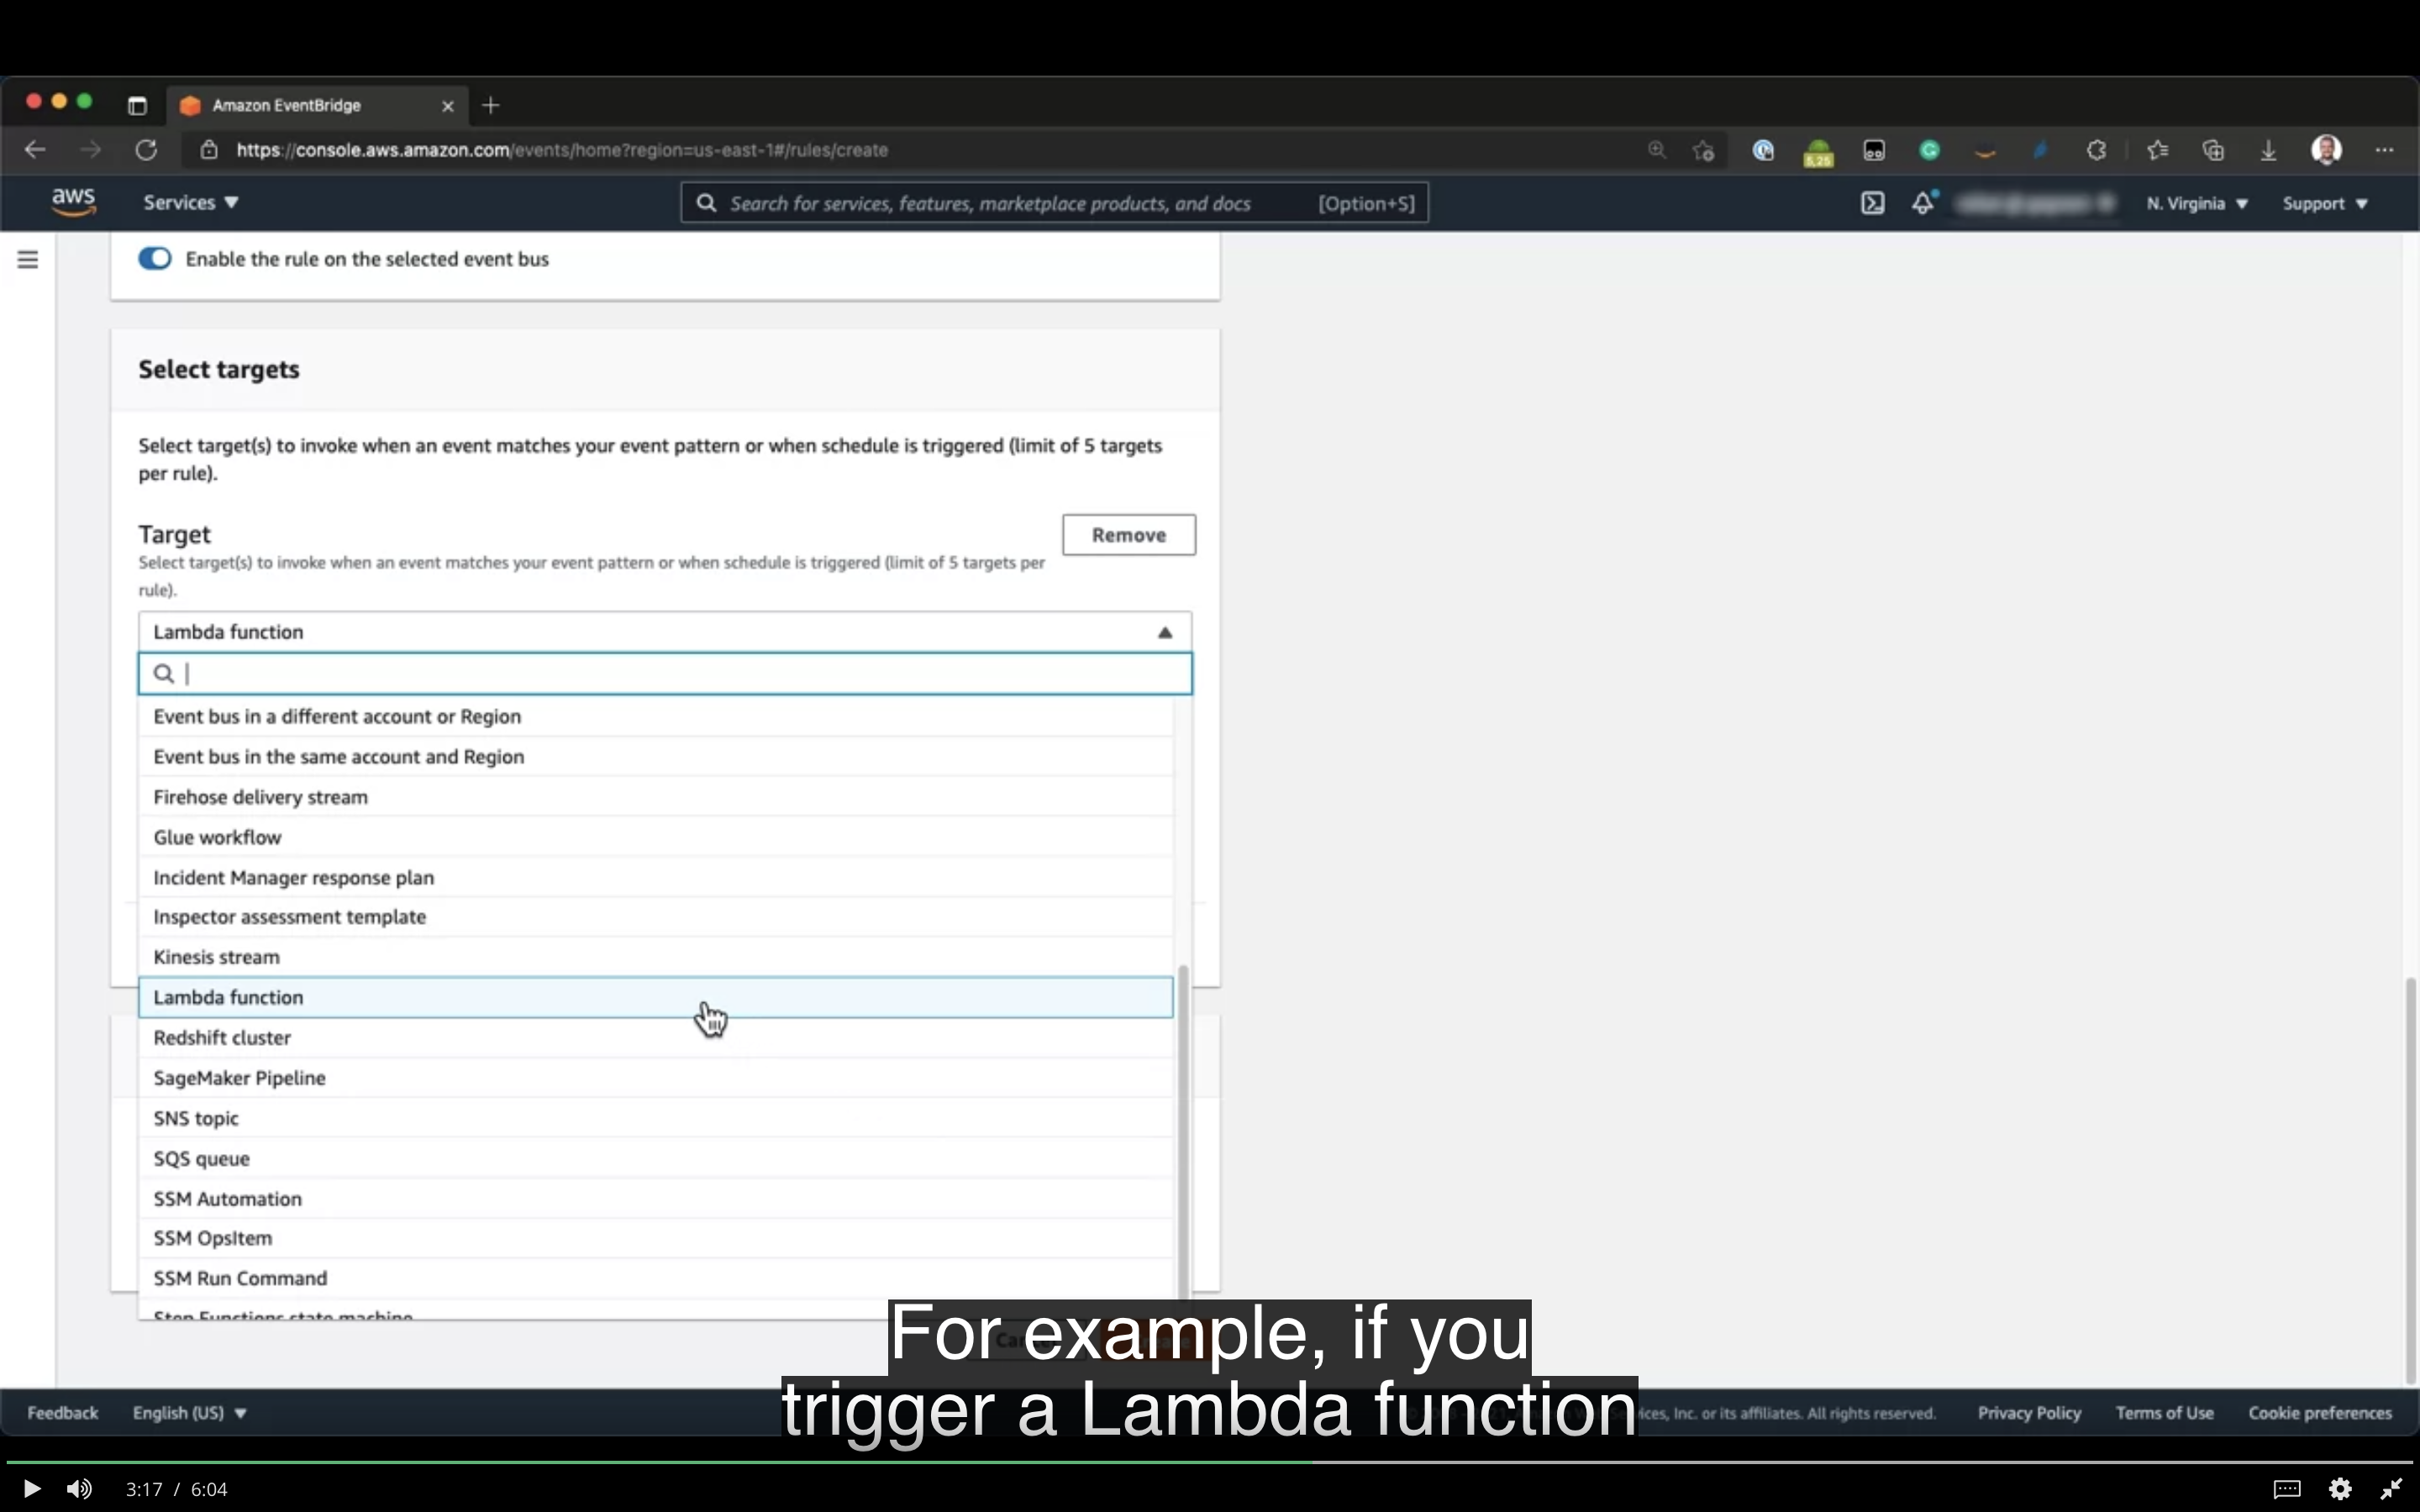 Amazon EventBridge
https://console.aws.amazon.com/events/home?region=us-east-1#/rules/create
5,25
aws
Services
Search for services, features, marketplace products, and docs
[Option+S]
N. Virginia
Support
Enable the rule on the selected event bus
Select targets
Select target(s) to invoke when an event matches your event pattern or when schedule is triggered (limit of 5 targets
per rule).
Target
Remove
Select target(s) to invoke when an event matches your event pattern or when schedule is triggered (limit of 5 targets per
rule).
Lambda function
Event bus in a different account or Region
Event bus in the same account and Region
Firehose delivery stream
Glue workflow
Incident Manager response plan
Inspector assessment template
Kinesis stream
Lambda function
Redshift cluster
SageMaker Pipeline
SNS topic
SQS queue
SSM Automation
SSM OpsItem
SSM Run Command
Step Functions state machine
For example, if you
trigger a Lambda function
Feedback
English (US)
Inc. or its affiliates. All rights reserved.
Privacy Policy
Terms of Use
Cookie preferences
3:17 / 6:04